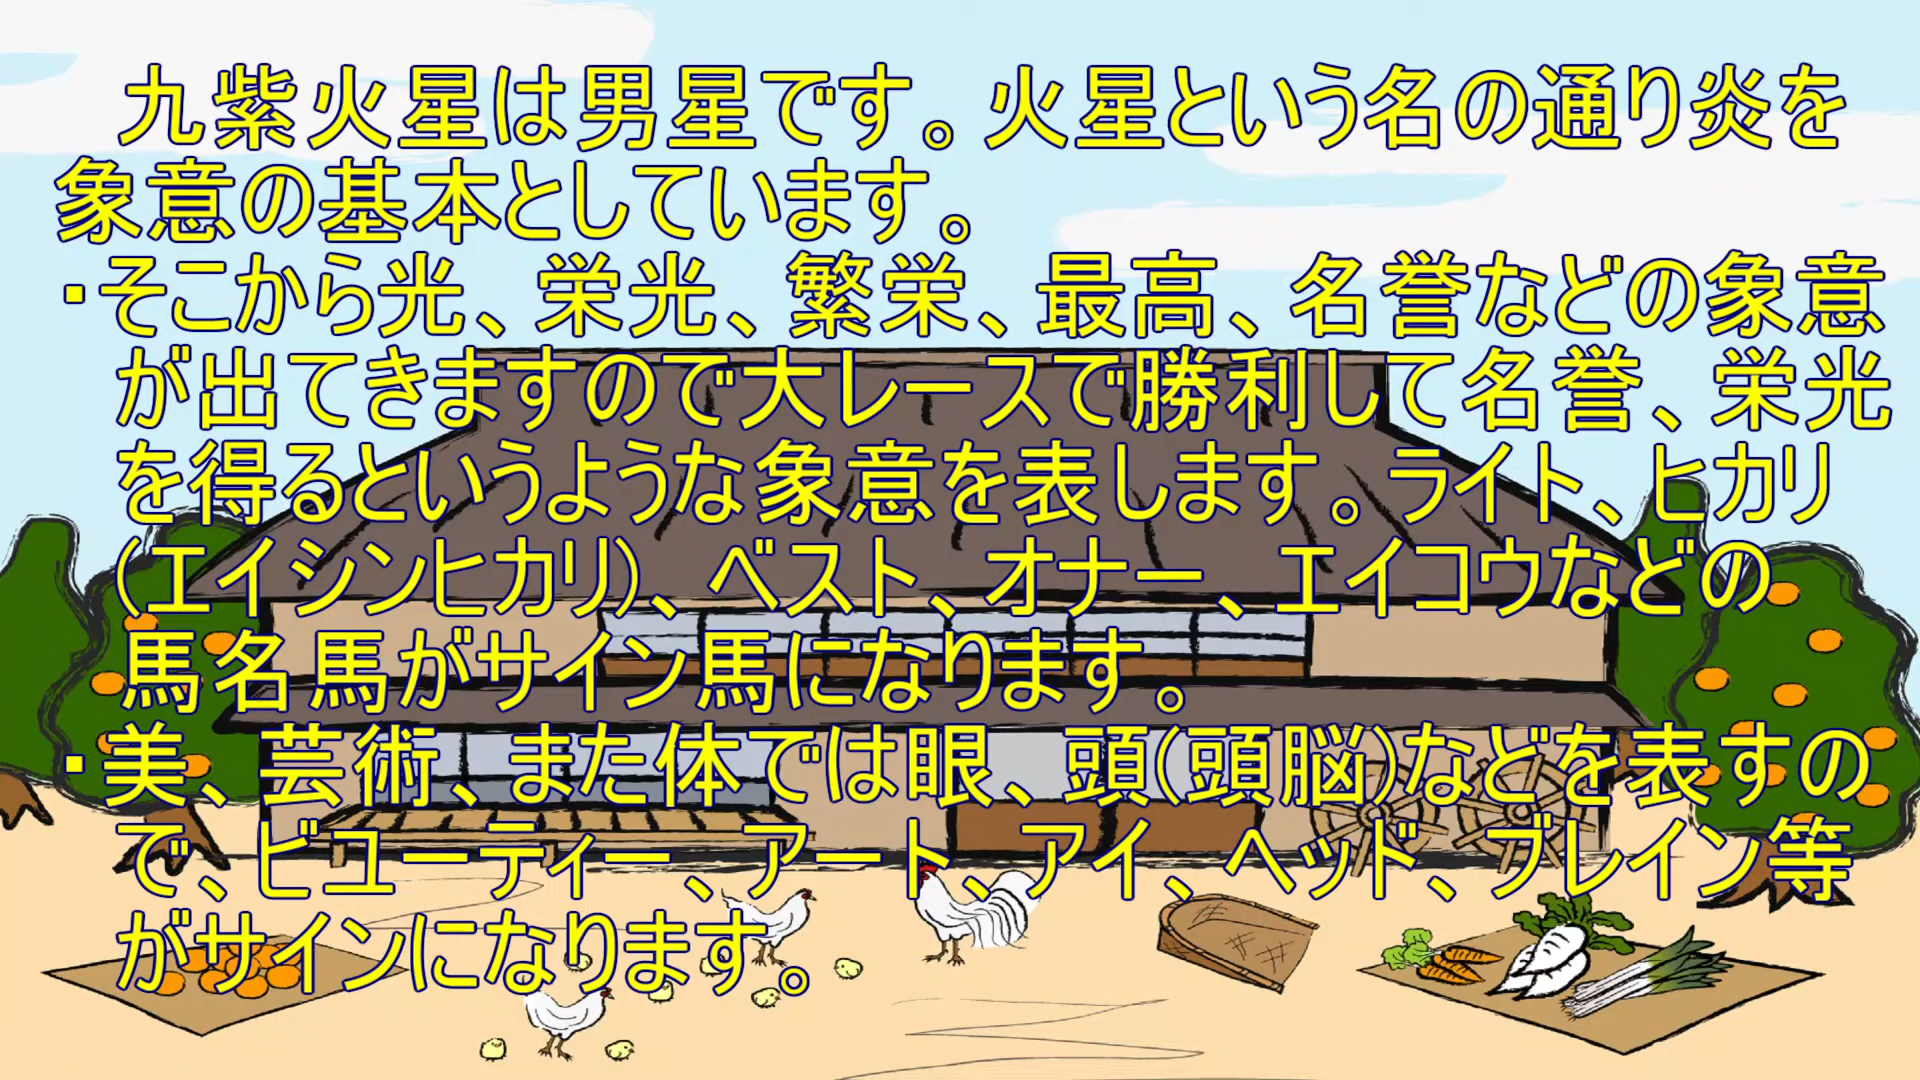 九紫火星は男星です。火星という名の通り炎を
象意の基本としています。
・そこから光、栄光、繁栄、最高、名誉などの象意
が出てきますので大レースで勝利して名誉、栄光
を得るというような象意を表します。ライト、ヒカリ
(エイシンヒカリ)、ベスト、オナー、エイコウなどの
馬名馬がサイン馬になります。
・美、芸術、また体では眼、頭(頭脳)などを表すの
で、ビューティー、アート、アイ、ヘッド、ブレイン等
がサインになります。